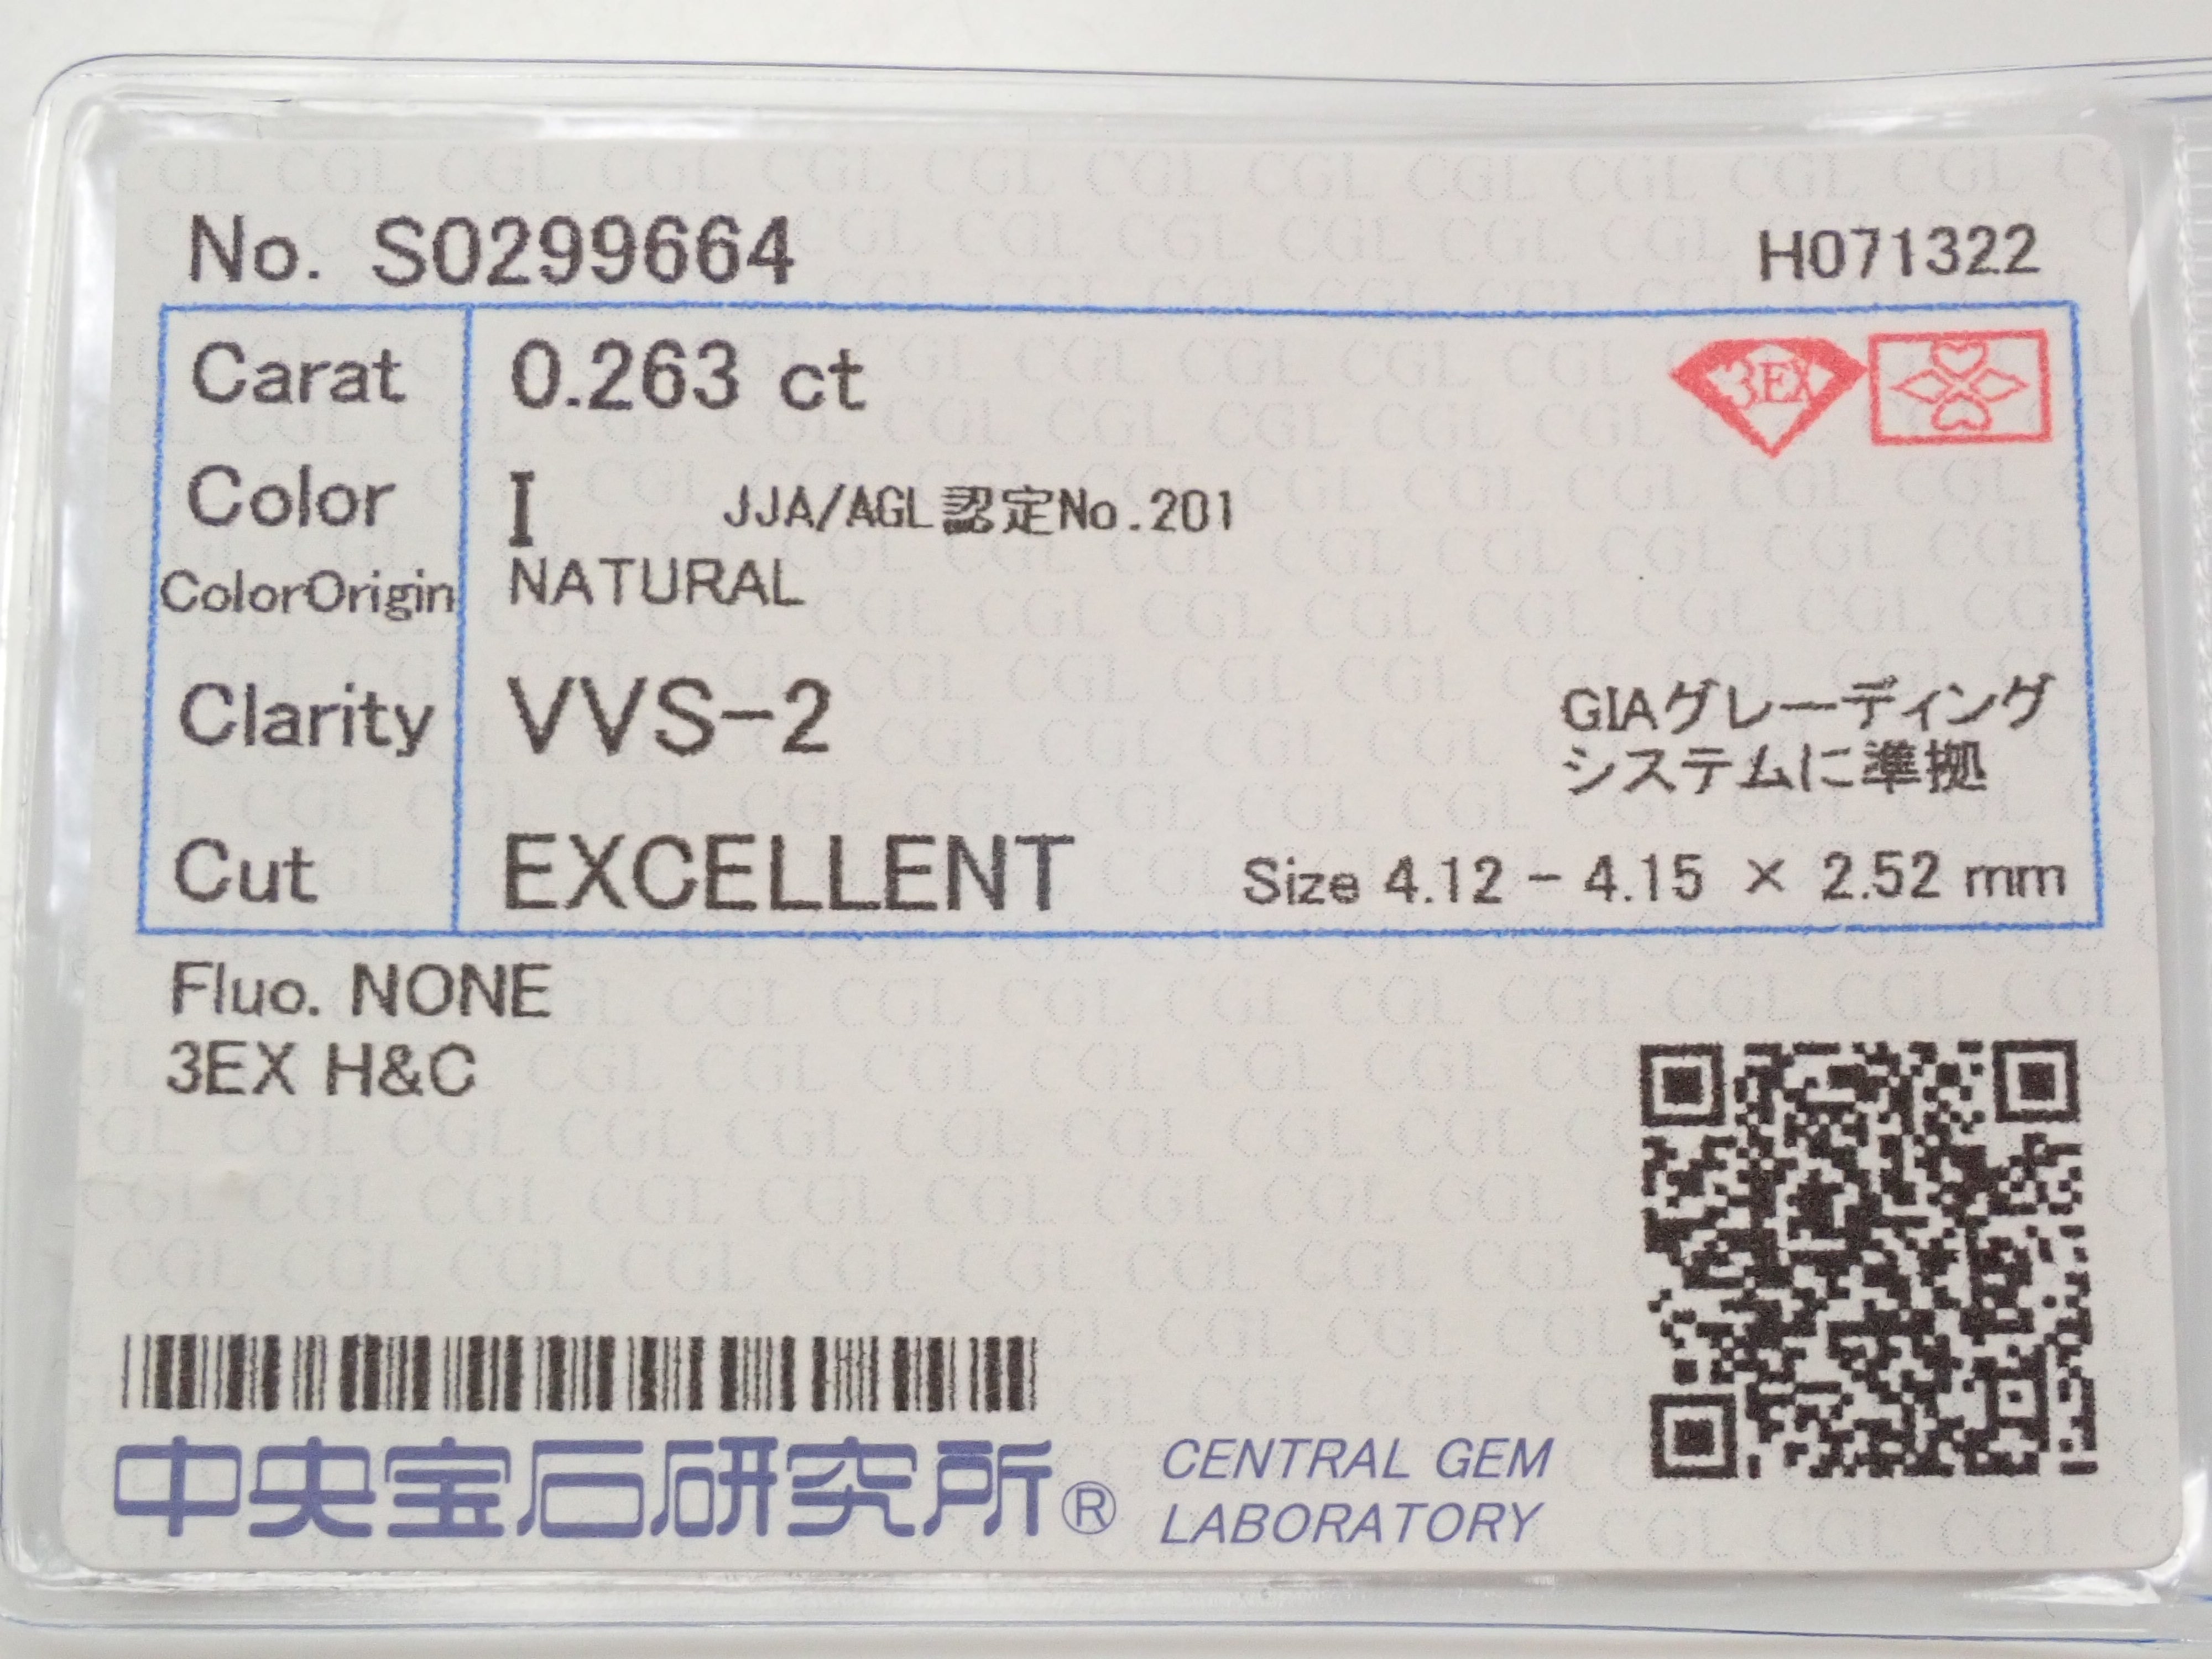 No. S0299664
H071322
Carat 0.263 ct
3EX
Color I JJA/AGL認定No.201
ColorOrigin NATURAL
Clarity VVS-2
GIAグレーディング
システムに準拠
Cut EXCELLENT Size 4.12 - 4.15 × 2.52 mm
Fluo. NONE
3EX H&C
中央宝石研究所®
CENTRAL GEM
LABORATORY